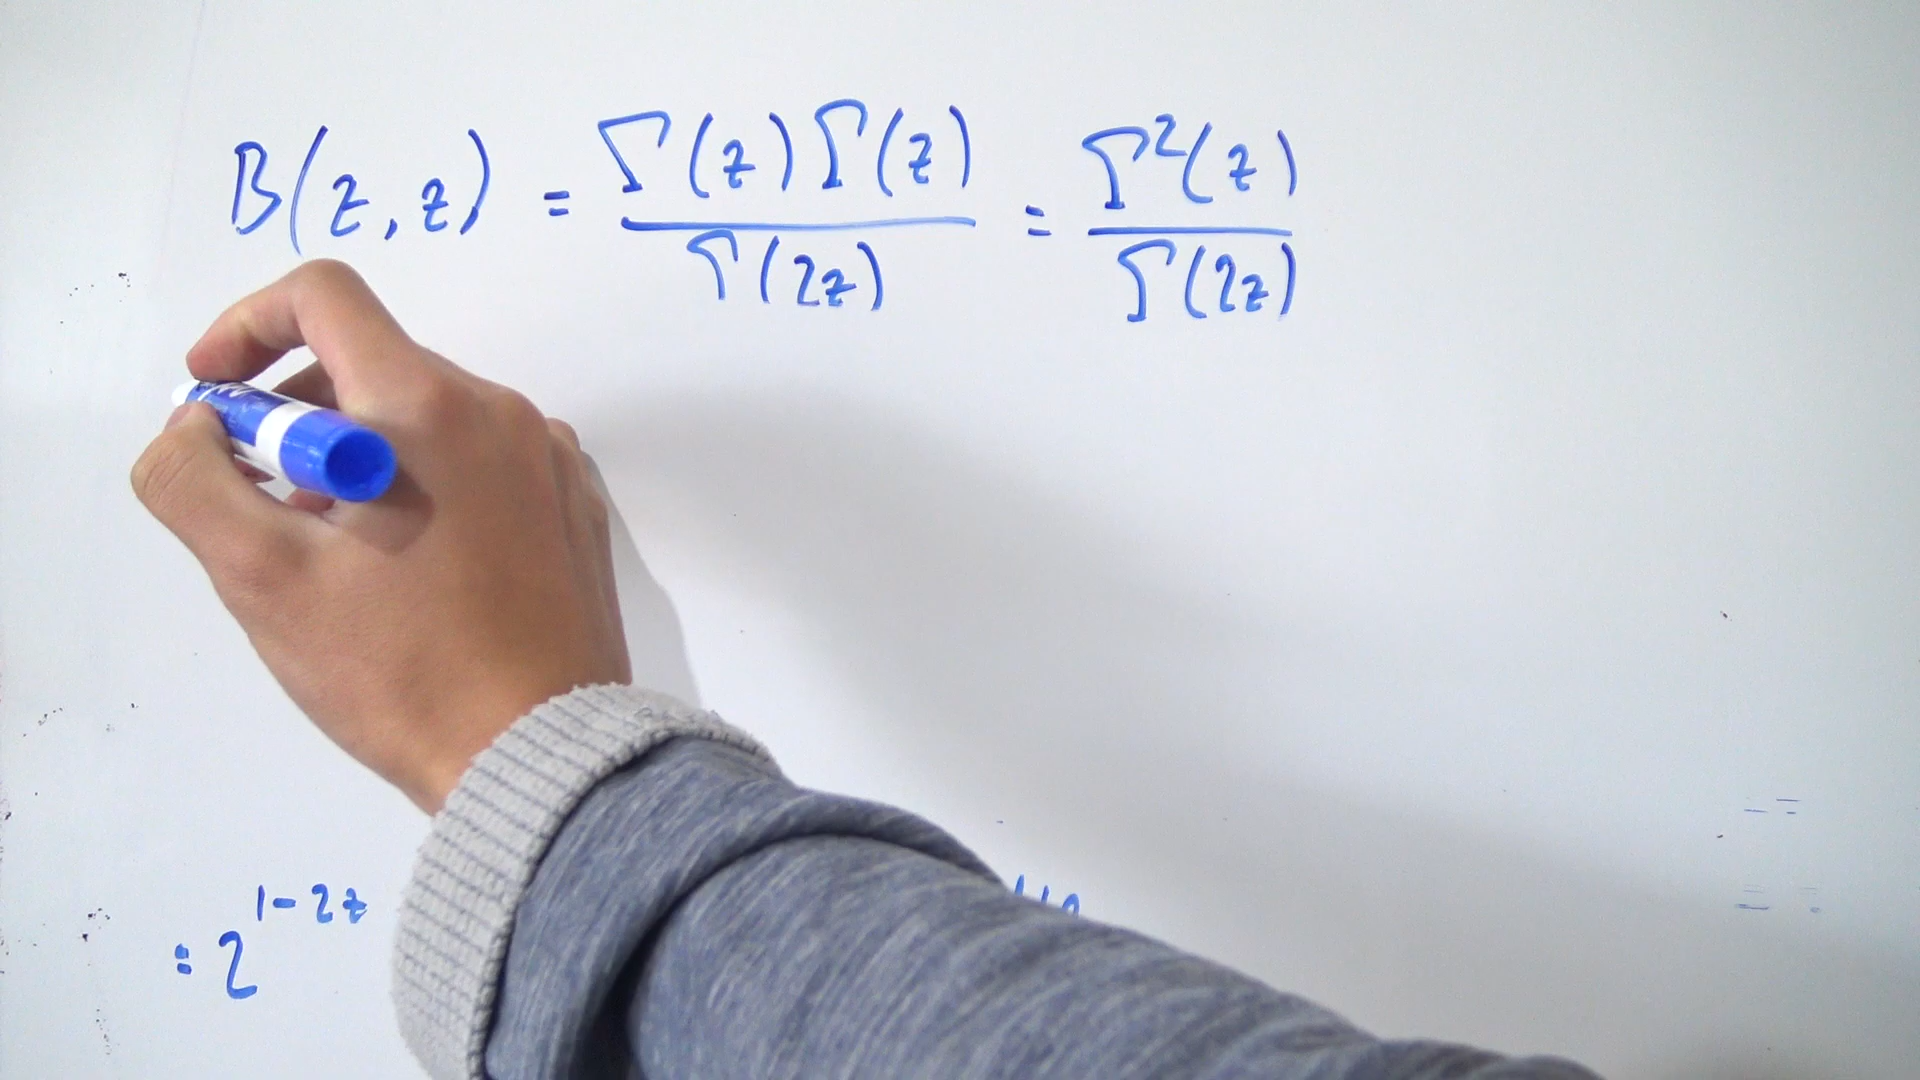 B(z,z) = Γ(z)Γ(z)/Γ(2z) = Γ²(z)/Γ(2z)
= 2^(1-2z)